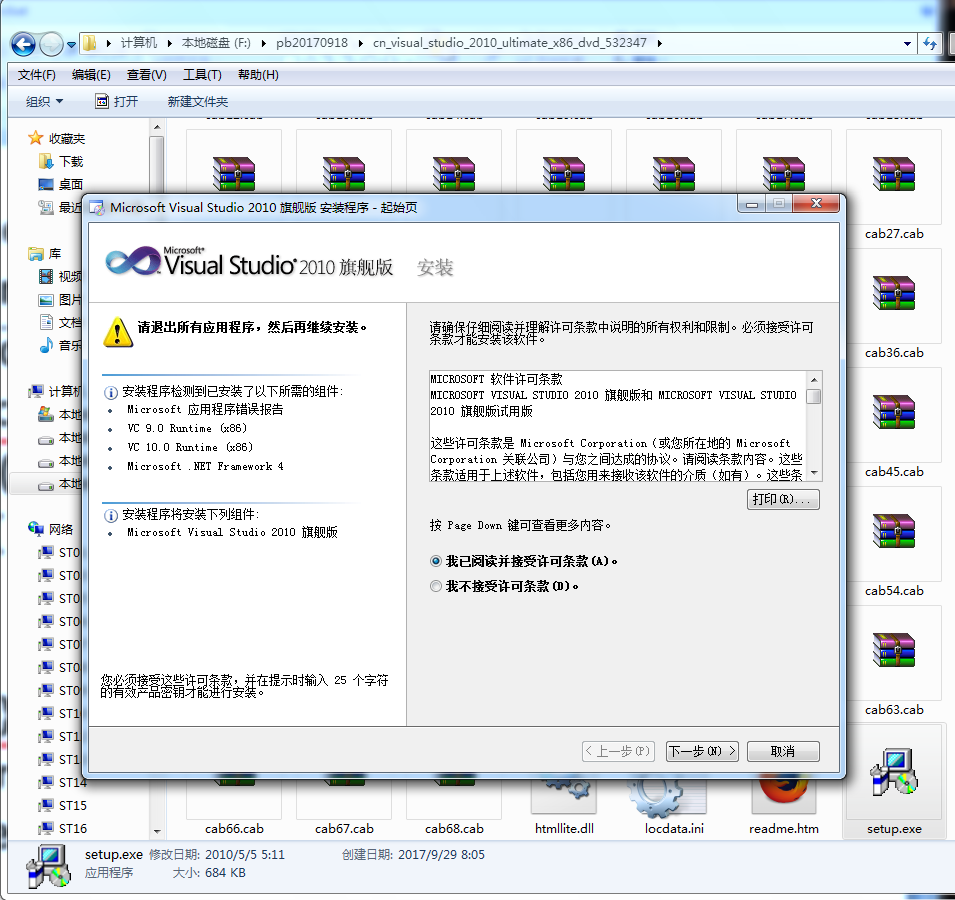 计算机 本地磁盘 (F:) pb20170918 cn_visual_studio_2010_ultimate_x86_dvd_532347
文件(F) 编辑(E) 查看(V) 工具(T) 帮助(H)
组织 打开 新建文件夹
收藏夹
下载
桌面
最近
库
视频
图片
文档
音乐
计算机
本地
本地
本地
本地
网络
ST0
ST0
ST0
ST0
ST0
ST0
ST0
ST1
ST1
ST1
ST14
ST15
ST16
cab27.cab
cab36.cab
cab45.cab
cab54.cab
cab63.cab
Microsoft Visual Studio 2010 旗舰版 安装程序 - 起始页
Microsoft®
Visual Studio® 2010 旗舰版 安装
请退出所有应用程序，然后再继续安装。
安装程序检测到已安装了以下所需的组件:
Microsoft 应用程序错误报告
VC 9.0 Runtime (x86)
VC 10.0 Runtime (x86)
Microsoft .NET Framework 4
安装程序将安装下列组件:
Microsoft Visual Studio 2010 旗舰版
您必须接受这些许可条款，并在提示时输入 25 个字符
的有效产品密钥才能进行安装。
请确保仔细阅读并理解许可条款中说明的所有权利和限制。必须接受许可
条款才能安装该软件。
MICROSOFT 软件许可条款
MICROSOFT VISUAL STUDIO 2010 旗舰版和 MICROSOFT VISUAL STUDIO
2010 旗舰版试用版
这些许可条款是 Microsoft Corporation（或您所在地的 Microsoft
Corporation 关联公司）与您之间达成的协议。请阅读条款内容。这些
条款适用于上述软件，包括您用来接收该软件的介质（如有）。这些条
打印(R)...
按 Page Down 键可查看更多内容。
我已阅读并接受许可条款(A)。
我不接受许可条款(D)。
< 上一步(P) 下一步(N) > 取消
cab66.cab cab67.cab cab68.cab htmllite.dll locdata.ini readme.htm setup.exe
setup.exe 修改日期: 2010/5/5 5:11 创建日期: 2017/9/29 8:05
应用程序 大小: 684 KB